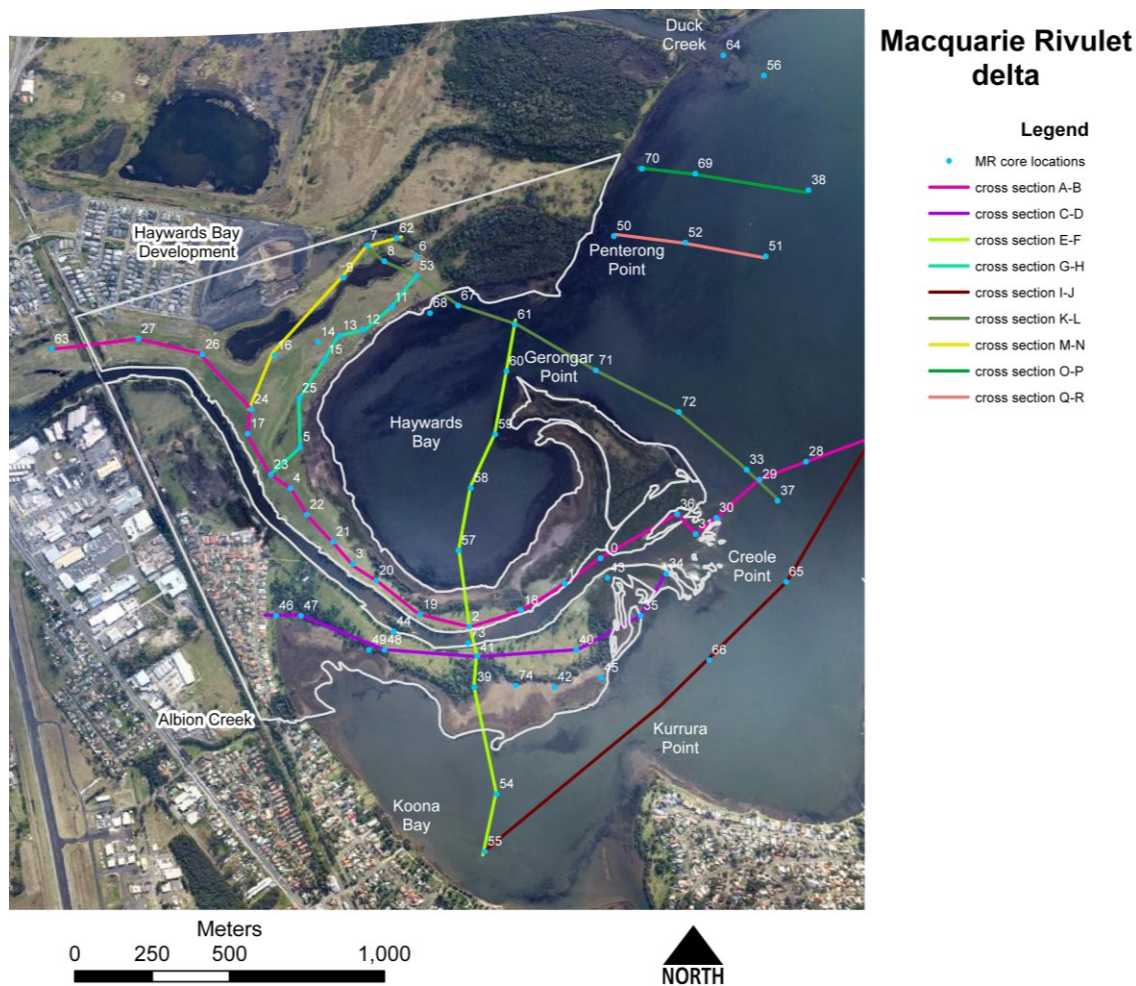 Macquarie Rivulet
delta
Legend
MR core locations
cross section A-B
cross section C-D
cross section E-F
cross section G-H
cross section I-J
cross section K-L
cross section M-N
cross section O-P
cross section Q-R
Duck
Creek
64
56
70
69
38
50
52
51
Penterong
Point
Haywards Bay
Development
62
7
8
6
9
53
11
67
68
61
12
13
14
15
63
27
26
16
60
Gerongar
Point
71
25
24
72
17
59
Haywards
Bay
5
28
33
29
23
4
58
37
22
36
30
31
21
57
0
Creole
Point
3
20
1
43
34
65
46
47
19
2
18
35
44
3
49
48
41
40
66
39
74
42
45
Albion Creek
Kurrura
Point
54
Koona
Bay
55
Meters
0
250
500
1,000
NORTH